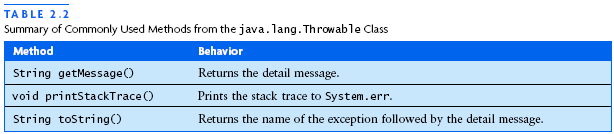 TABLE 2.2
Summary of Commonly Used Methods from the java.lang.Throwable Class
Method Behavior
String getMessage() Returns the detail message.
void printStackTrace() Prints the stack trace to System.err.
String toString() Returns the name of the exception followed by the detail message.